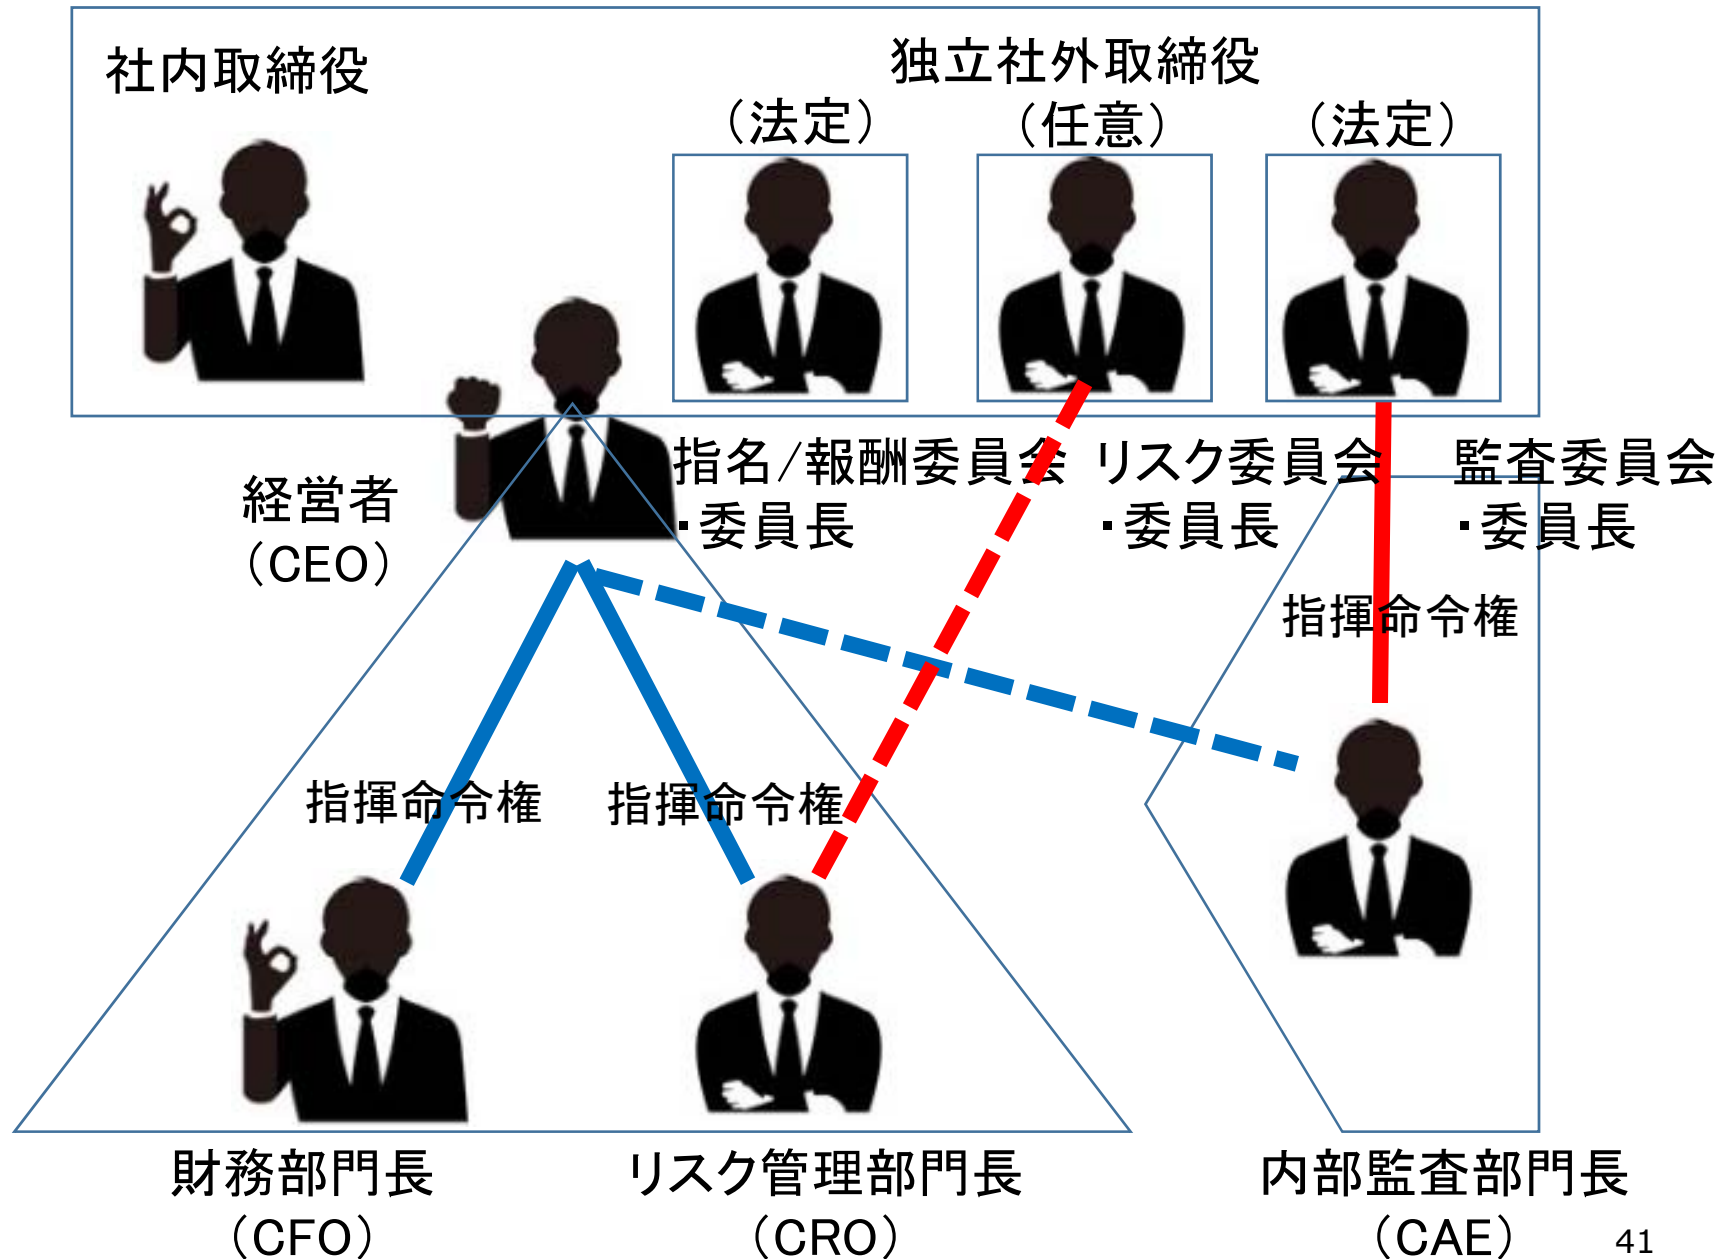 社内取締役
独立社外取締役
（法定）
（任意）
（法定）
指名/報酬委員会
・委員長
リスク委員会
・委員長
監査委員会
・委員長
経営者
（CEO）
指揮命令権
指揮命令権
指揮命令権
財務部門長
（CFO）
リスク管理部門長
（CRO）
内部監査部門長
（CAE）
41